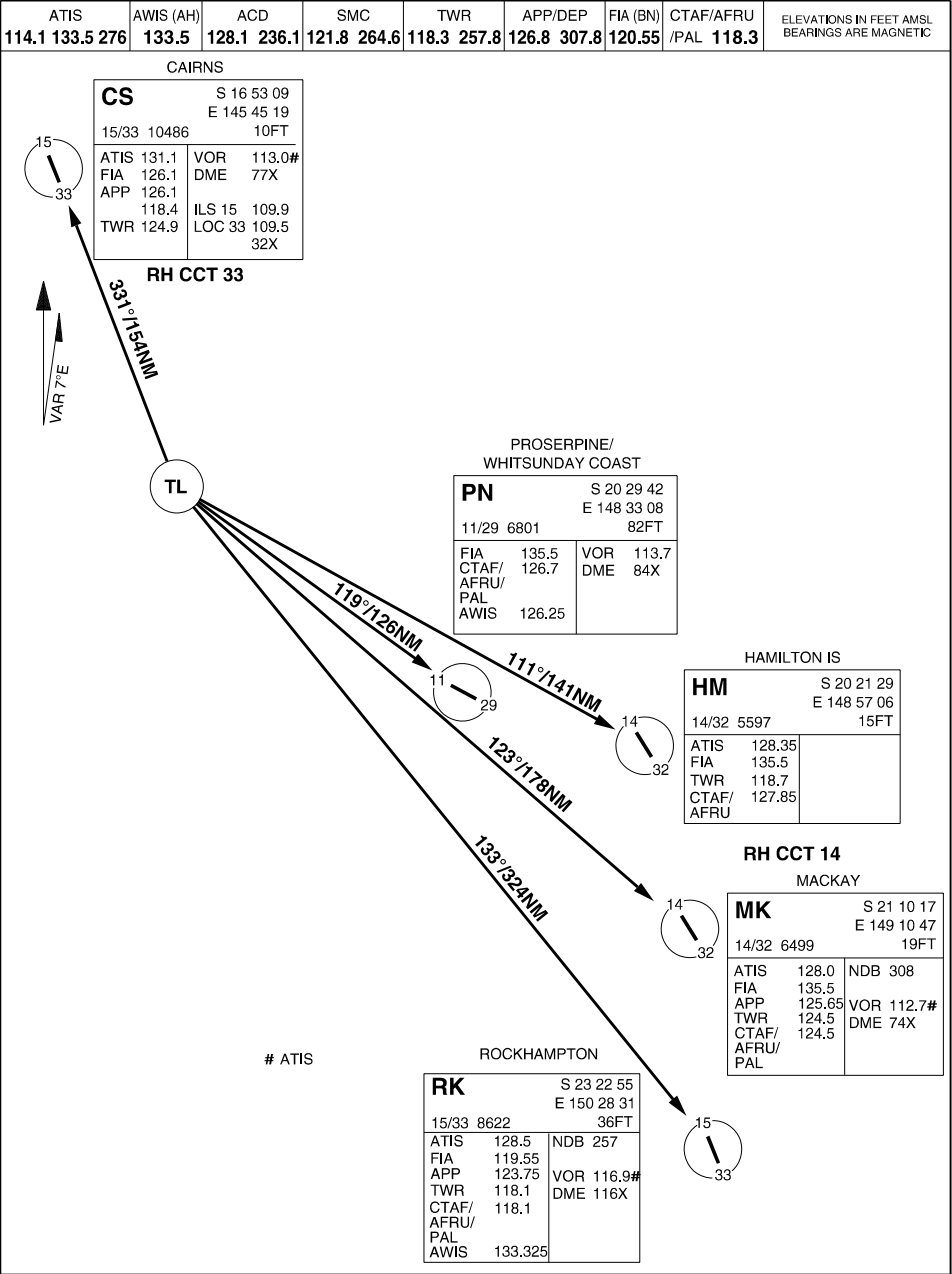 ATIS
114.1 133.5 276
AWIS (AH)
133.5
ACD
128.1 236.1
SMC
121.8 264.6
TWR
118.3 257.8
APP/DEP
126.8 307.8
FIA (BN)
120.55
CTAF/AFRU
/PAL 118.3
ELEVATIONS IN FEET AMSL
BEARINGS ARE MAGNETIC
CAIRNS
CS S 16 53 09
E 145 45 19
15/33 10486 10FT
ATIS 131.1 VOR 113.0#
FIA 126.1 DME 77X
APP 126.1
118.4 ILS 15 109.9
TWR 124.9 LOC 33 109.5
32X
RH CCT 33
15
33
331°/154NM
VAR 7°E
TL
PROSERPINE/
WHITSUNDAY COAST
PN S 20 29 42
E 148 33 08
11/29 6801 82FT
FIA 135.5 VOR 113.7
CTAF/ 126.7 DME 84X
AFRU/
PAL
AWIS 126.25
119°/126NM
11
29
111°/141NM
HAMILTON IS
HM S 20 21 29
E 148 57 06
14/32 5597 15FT
ATIS 128.35
FIA 135.5
TWR 118.7
CTAF/ 127.85
AFRU
RH CCT 14
14
32
123°/178NM
MACKAY
MK S 21 10 17
E 149 10 47
14/32 6499 19FT
ATIS 128.0 NDB 308
FIA 135.5
APP 125.65 VOR 112.7#
TWR 124.5 DME 74X
CTAF/ 124.5
AFRU/
PAL
14
32
133°/324NM
# ATIS
ROCKHAMPTON
RK S 23 22 55
E 150 28 31
15/33 8622 36FT
ATIS 128.5 NDB 257
FIA 119.55
APP 123.75 VOR 116.9#
TWR 118.1 DME 116X
CTAF/ 118.1
AFRU/
PAL
AWIS 133.325
15
33